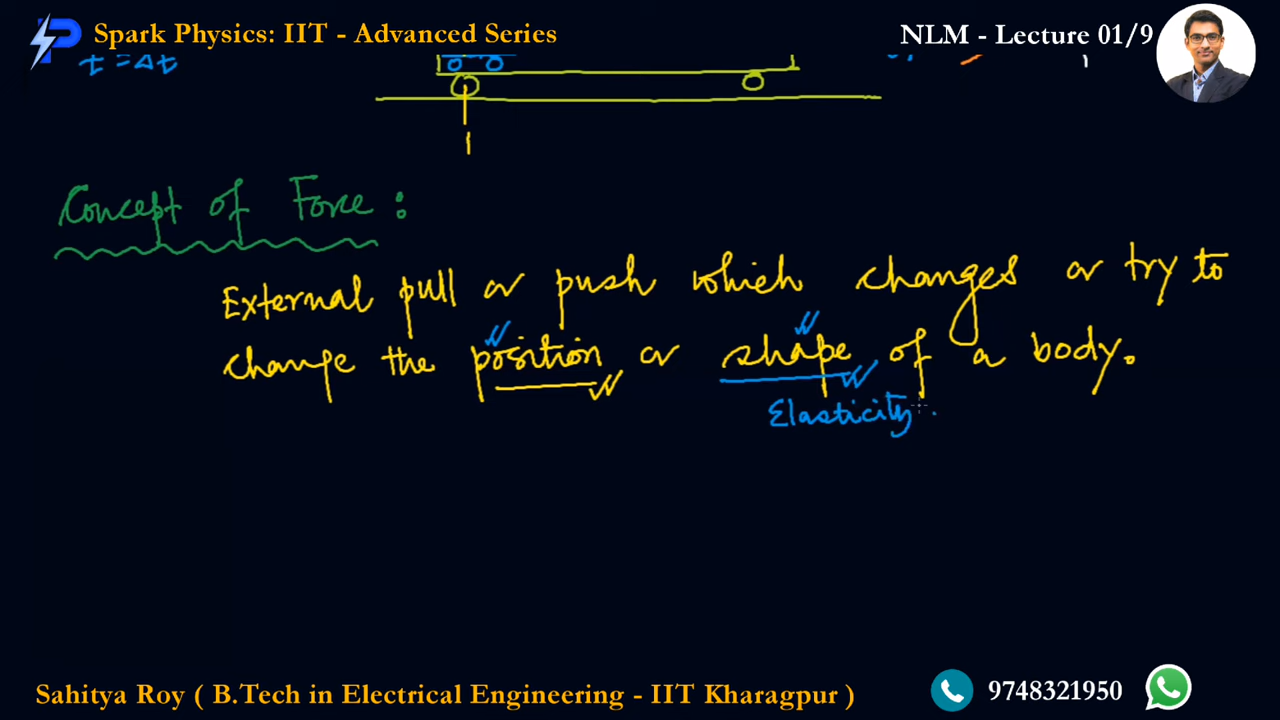 Spark Physics: IIT - Advanced Series
NLM - Lecture 01/9
t = Δt
1
Concept of Force:
External pull or push which changes or try to
change the position or shape of a body.
Elasticity.
Sahitya Roy ( B.Tech in Electrical Engineering - IIT Kharagpur )
9748321950